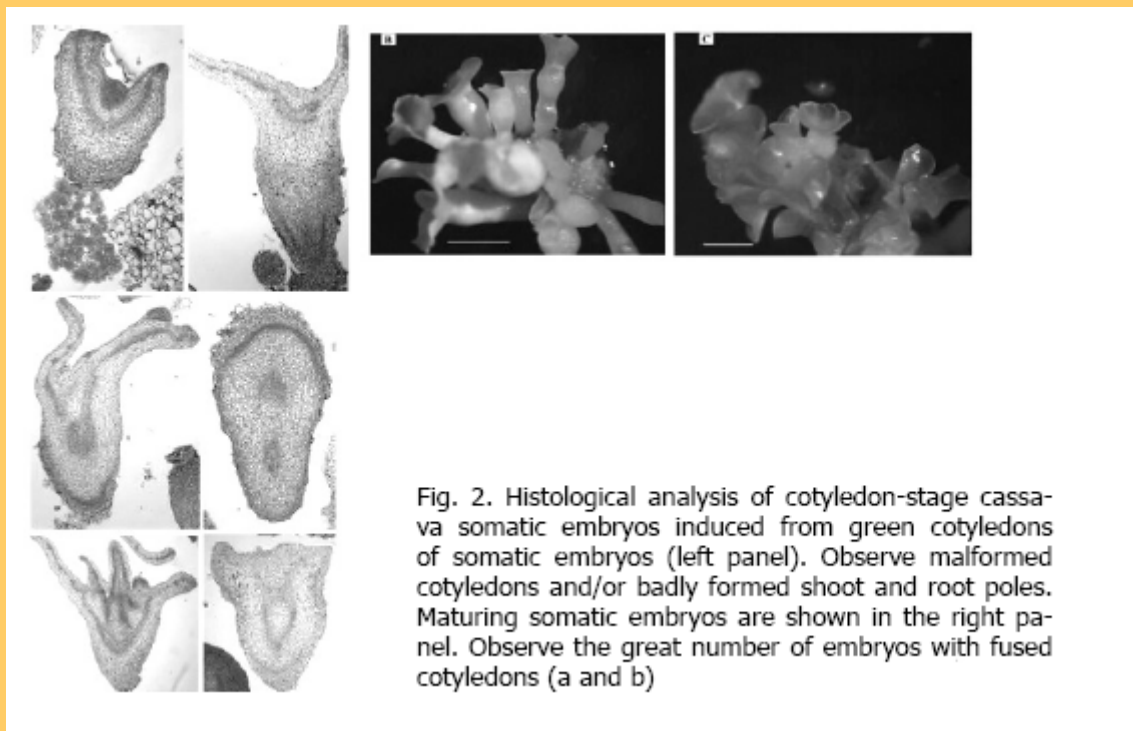 C
Fig. 2. Histological analysis of cotyledon-stage cassa-
va somatic embryos induced from green cotyledons
of somatic embryos (left panel). Observe malformed
cotyledons and/or badly formed shoot and root poles.
Maturing somatic embryos are shown in the right pa-
nel. Observe the great number of embryos with fused
cotyledons (a and b)